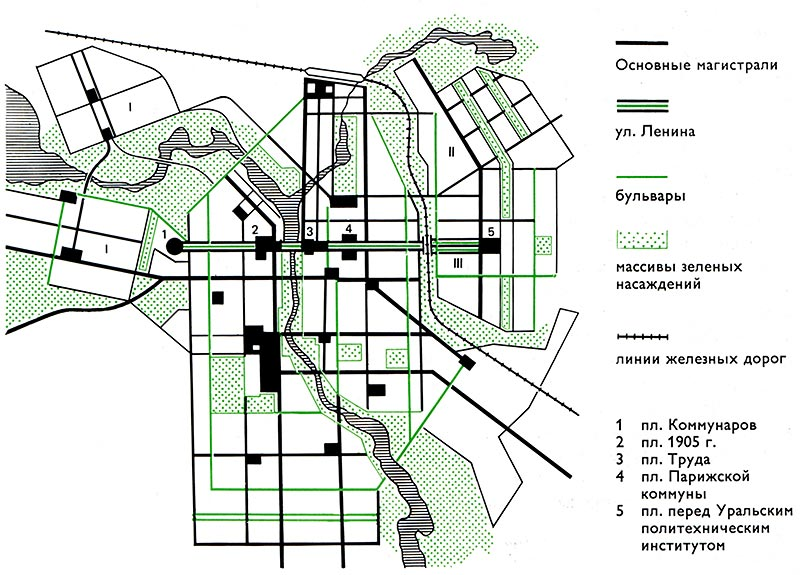 I
II
I
1
2
3
4
5
III
Основные магистрали
ул. Ленина
бульвары
массивы зеленых
насаждений
линии железных дорог
1 пл. Коммунаров
2 пл. 1905 г.
3 пл. Труда
4 пл. Парижской
коммуны
5 пл. перед Уральским
политехническим
институтом